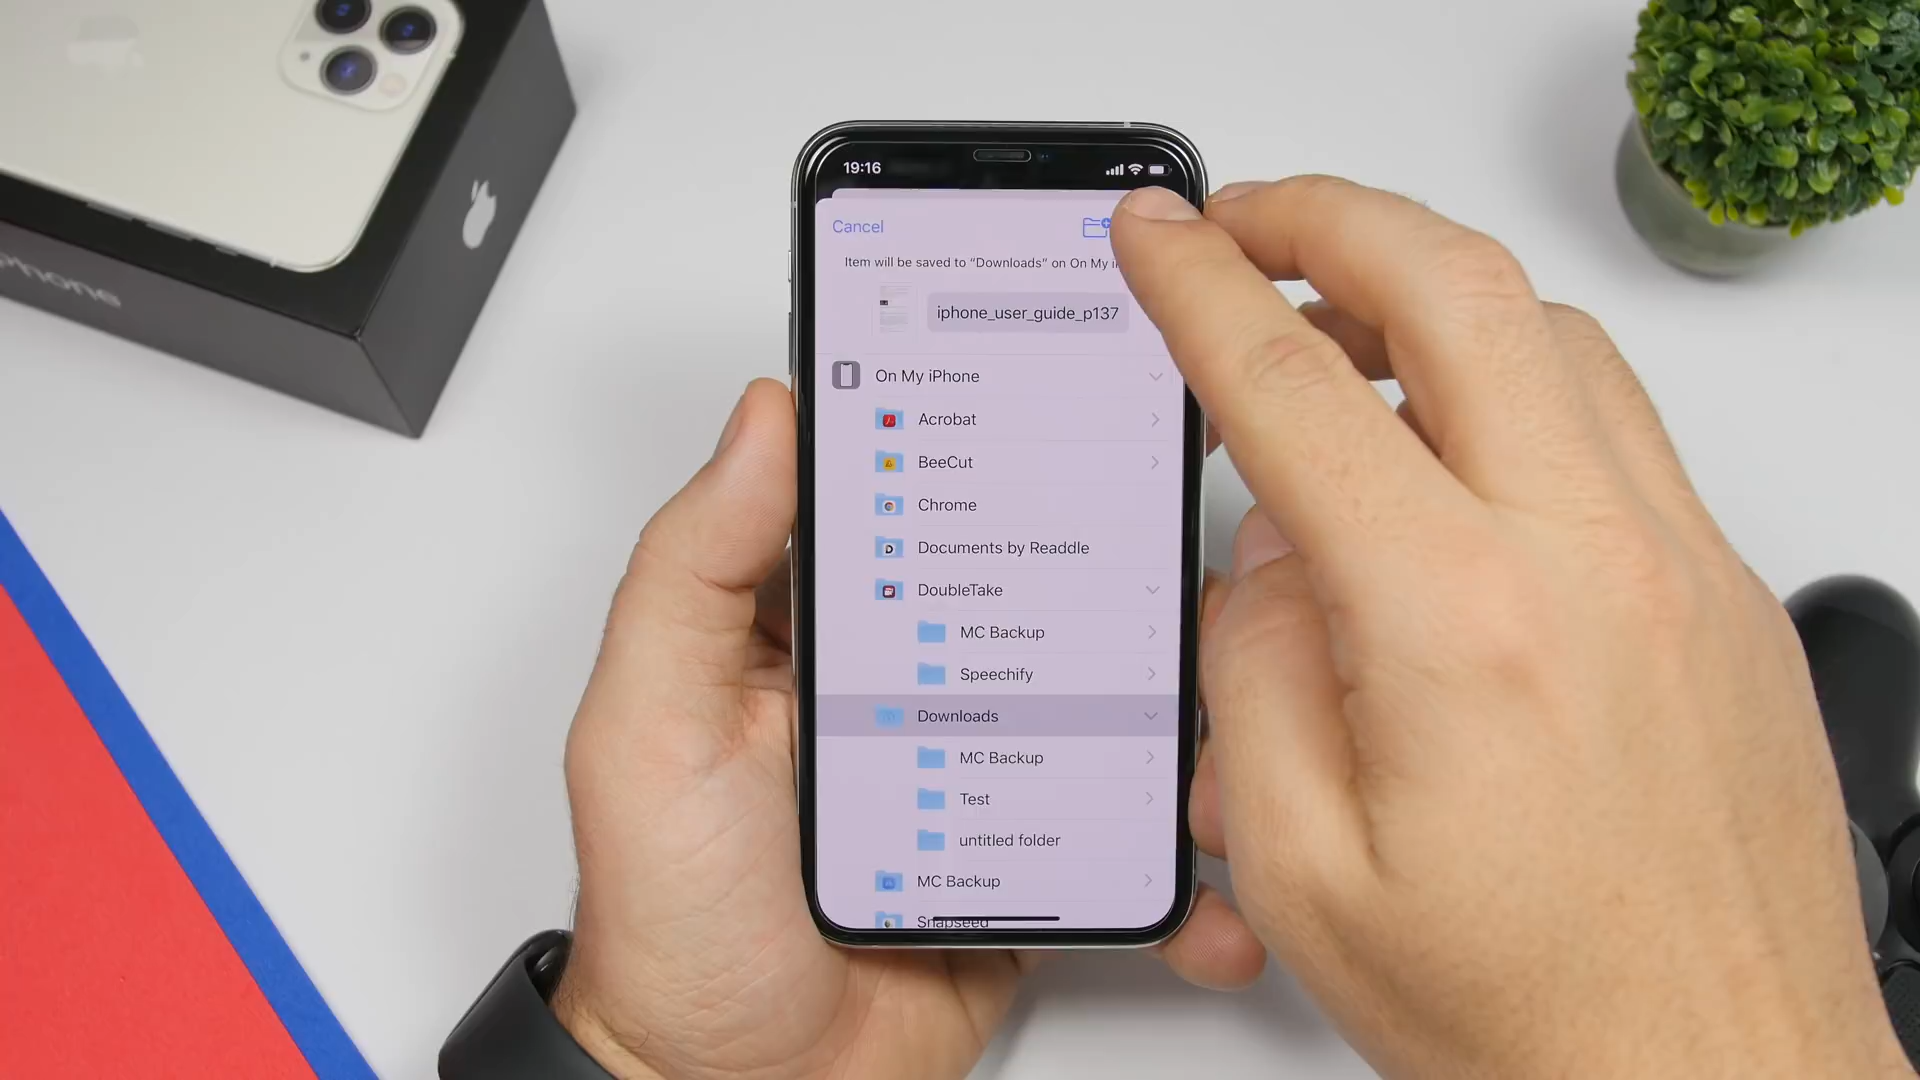 19:16
Cancel
Item will be saved to “Downloads” on On My
iphone_user_guide_p137
On My iPhone
Acrobat
BeeCut
Chrome
Documents by Readdle
DoubleTake
MC Backup
Speechify
Downloads
MC Backup
Test
untitled folder
MC Backup
Snapseed